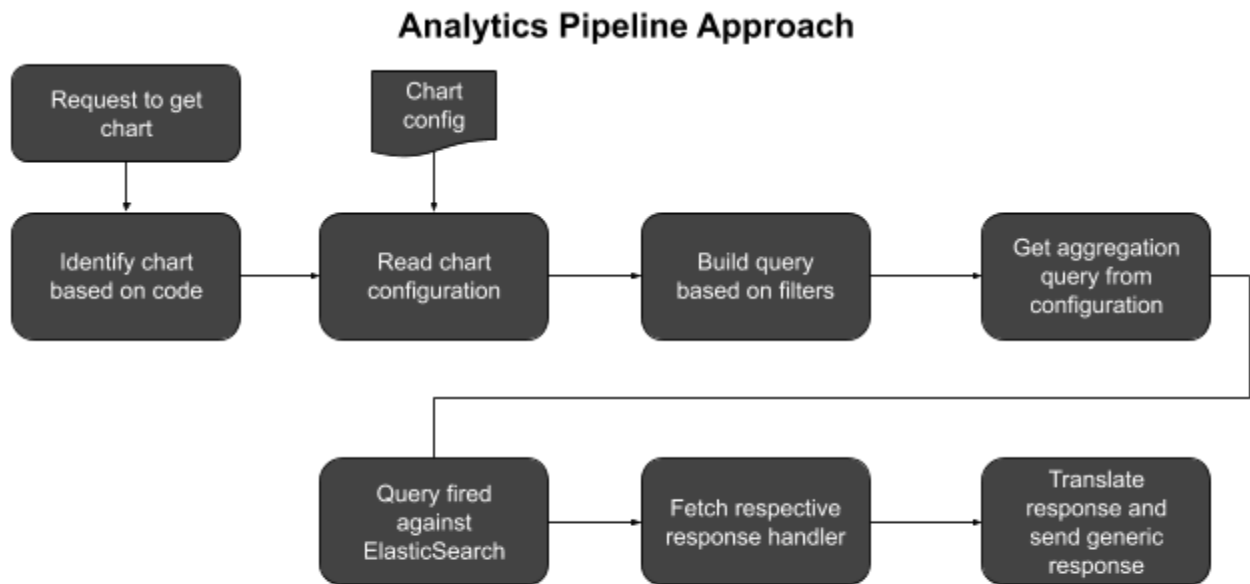 Analytics Pipeline Approach
Request to get
chart
Chart
config
Identify chart
based on code
Read chart
configuration
Build query
based on filters
Get aggregation
query from
configuration
Query fired
against
ElasticSearch
Fetch respective
response handler
Translate
response and
send generic
response